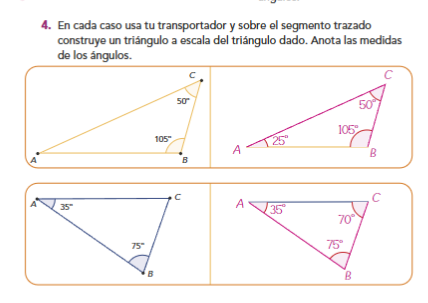 4. En cada caso usa tu transportador y sobre el segmento trazado
construye un triángulo a escala del triángulo dado. Anota las medidas
de los ángulos.
C
50°
105°
A
B
C
50°
105°
25°
A
B
A
35°
C
75°
B
A
35°
C
70°
75°
B